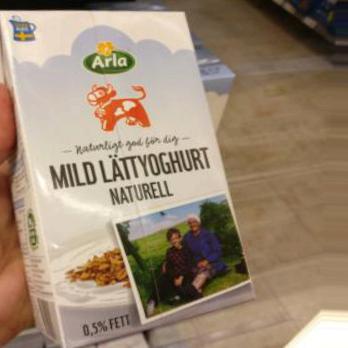 Arla
Naturligt god för dig
MILD LÄTTYOGHURT
NATURELL
0,5% FETT